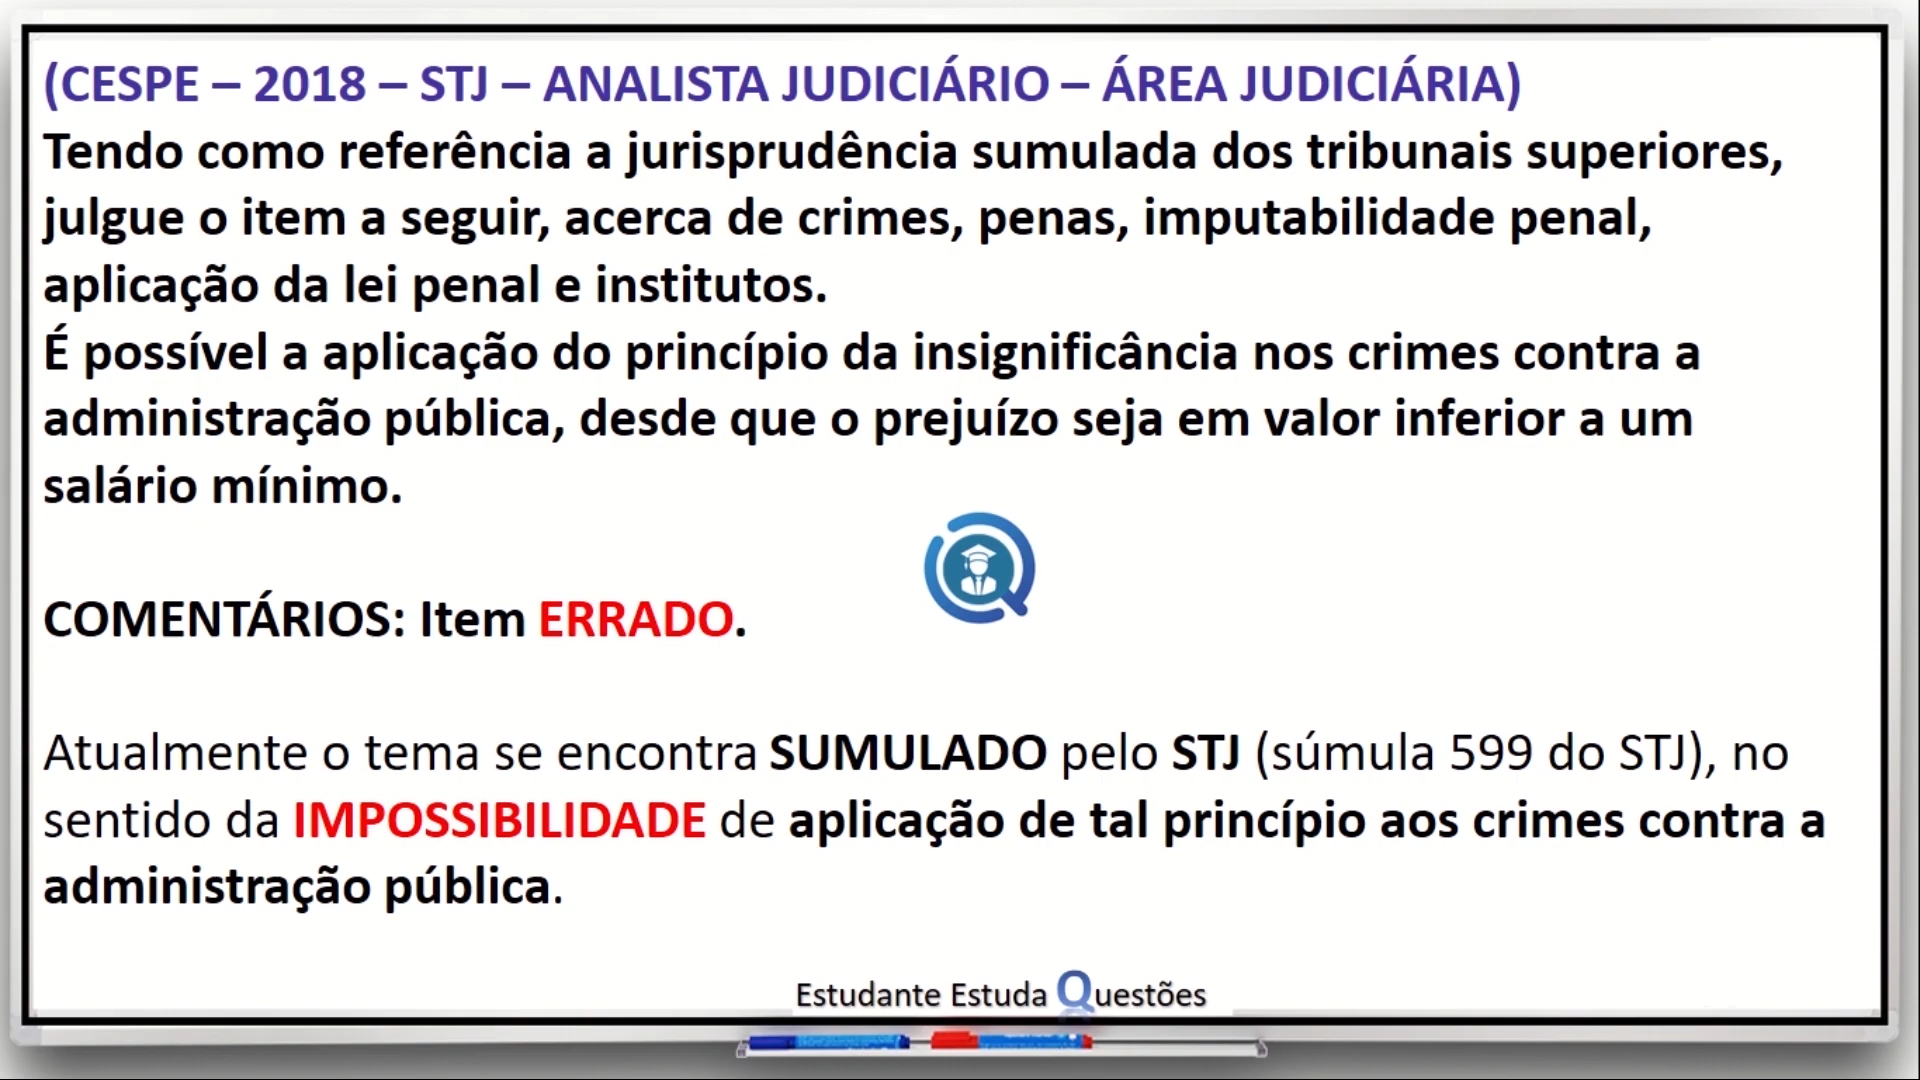 (CESPE – 2018 – STJ – ANALISTA JUDICIÁRIO – ÁREA JUDICIÁRIA)
Tendo como referência a jurisprudência sumulada dos tribunais superiores,
julgue o item a seguir, acerca de crimes, penas, imputabilidade penal,
aplicação da lei penal e institutos.
É possível a aplicação do princípio da insignificância nos crimes contra a
administração pública, desde que o prejuízo seja em valor inferior a um
salário mínimo.
COMENTÁRIOS: Item ERRADO.
Atualmente o tema se encontra SUMULADO pelo STJ (súmula 599 do STJ), no
sentido da IMPOSSIBILIDADE de aplicação de tal princípio aos crimes contra a
administração pública.
Estudante Estuda Questões